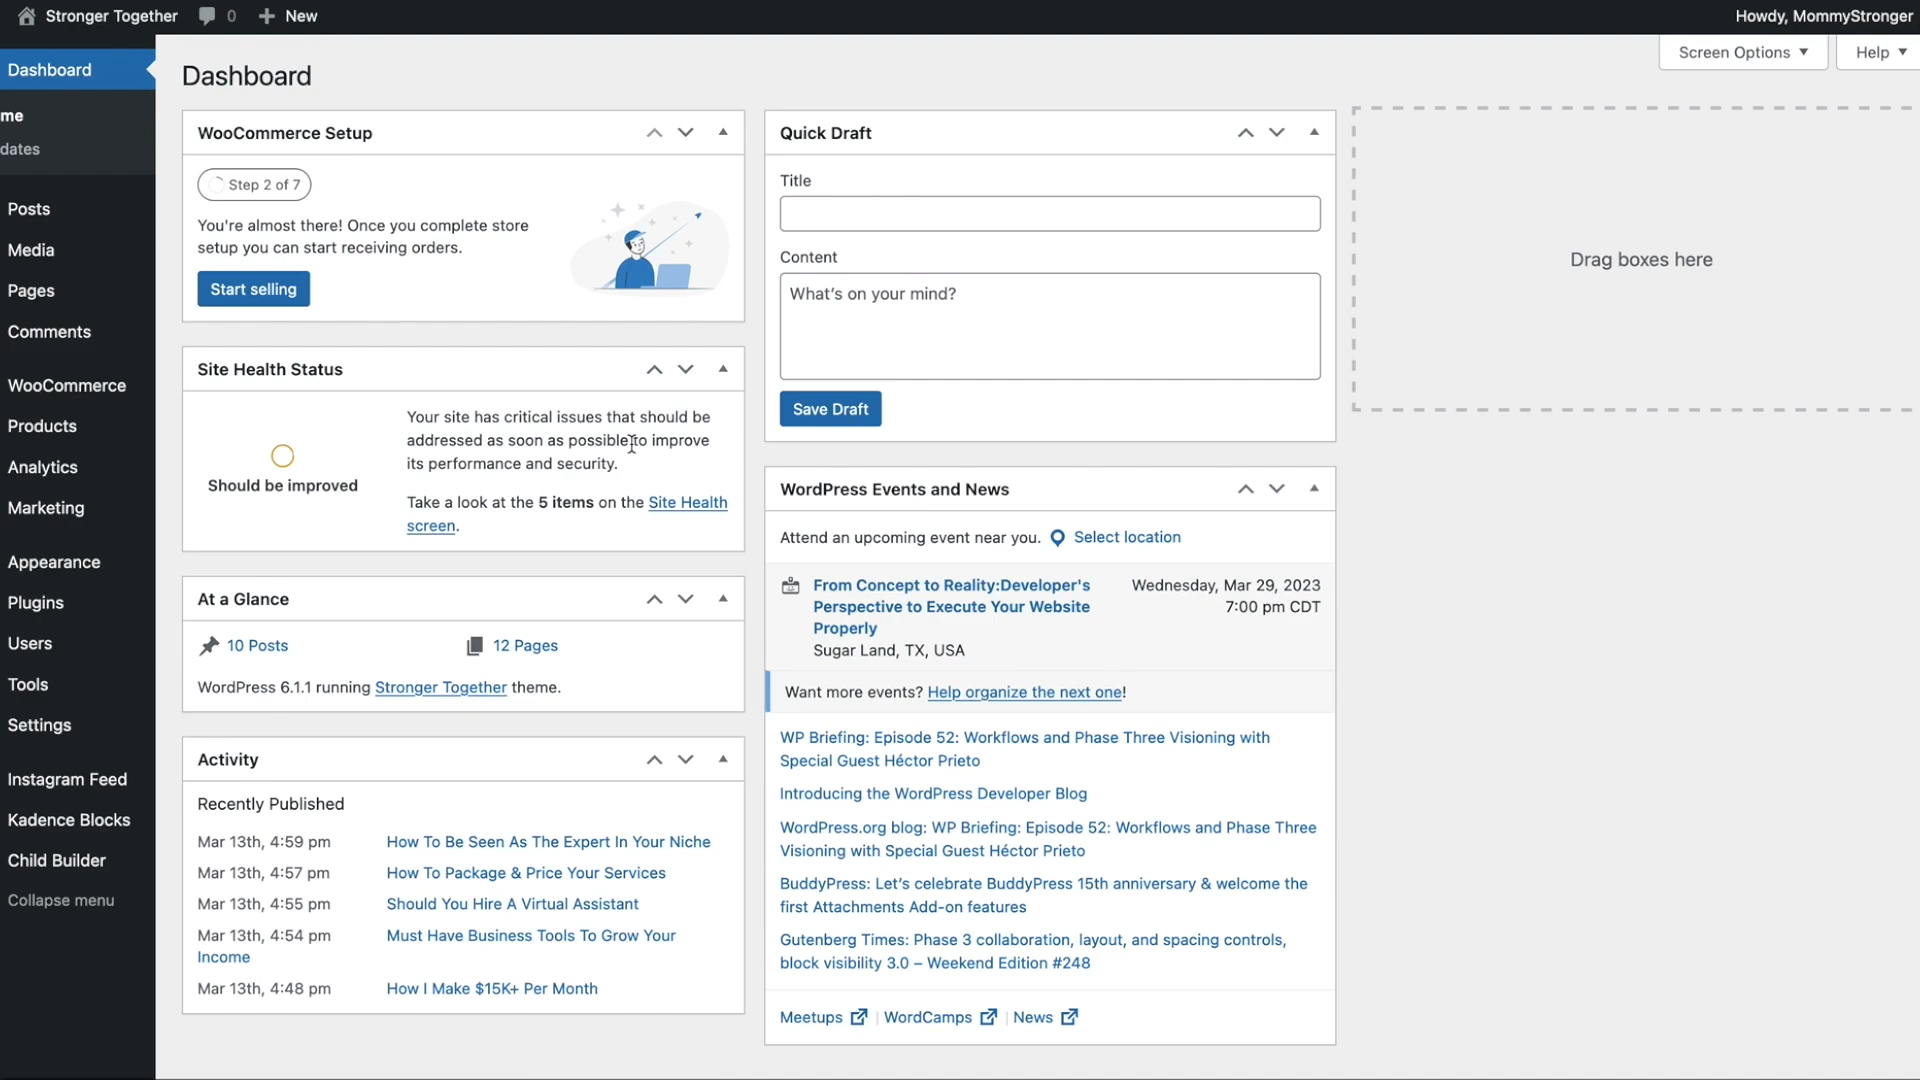 Stronger Together 0 New Howdy, MommyStronger
Screen Options Help
Dashboard
me
dates
Posts
Media
Pages
Comments
WooCommerce
Products
Analytics
Marketing
Appearance
Plugins
Users
Tools
Settings
Instagram Feed
Kadence Blocks
Child Builder
Collapse menu
Dashboard
WooCommerce Setup
Step 2 of 7
You're almost there! Once you complete store
setup you can start receiving orders.
Start selling
Site Health Status
Should be improved
Your site has critical issues that should be
addressed as soon as possible to improve
its performance and security.
Take a look at the 5 items on the Site Health
screen.
At a Glance
10 Posts 12 Pages
WordPress 6.1.1 running Stronger Together theme.
Activity
Recently Published
Mar 13th, 4:59 pm How To Be Seen As The Expert In Your Niche
Mar 13th, 4:57 pm How To Package & Price Your Services
Mar 13th, 4:55 pm Should You Hire A Virtual Assistant
Mar 13th, 4:54 pm Must Have Business Tools To Grow Your
Income
Mar 13th, 4:48 pm How I Make $15K+ Per Month
Quick Draft
Title
Content
What's on your mind?
Save Draft
WordPress Events and News
Attend an upcoming event near you. Select location
From Concept to Reality:Developer's Wednesday, Mar 29, 2023
Perspective to Execute Your Website 7:00 pm CDT
Properly
Sugar Land, TX, USA
Want more events? Help organize the next one!
WP Briefing: Episode 52: Workflows and Phase Three Visioning with
Special Guest Héctor Prieto
Introducing the WordPress Developer Blog
WordPress.org blog: WP Briefing: Episode 52: Workflows and Phase Three
Visioning with Special Guest Héctor Prieto
BuddyPress: Let's celebrate BuddyPress 15th anniversary & welcome the
first Attachments Add-on features
Gutenberg Times: Phase 3 collaboration, layout, and spacing controls,
block visibility 3.0 – Weekend Edition #248
Meetups | WordCamps | News
Drag boxes here